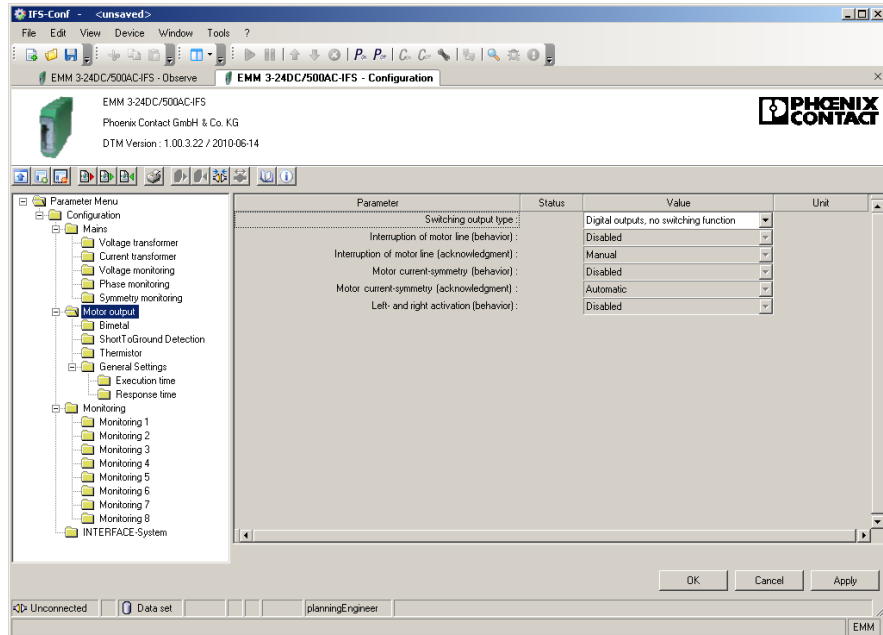 IFS-Conf - <unsaved>
File Edit View Device Window Tools ?
EMM 3-24DC/500AC-IFS - Observe
EMM 3-24DC/500AC-IFS - Configuration
EMM 3-24DC/500AC-IFS
Phoenix Contact GmbH & Co. KG
DTM Version : 1.00.3.22 / 2010-06-14
PHŒNIX
CONTACT
Parameter Menu
Configuration
Mains
Voltage transformer
Current transformer
Voltage monitoring
Phase monitoring
Symmetry monitoring
Motor output
Bimetal
ShortToGround Detection
Thermistor
General Settings
Execution time
Response time
Monitoring
Monitoring 1
Monitoring 2
Monitoring 3
Monitoring 4
Monitoring 5
Monitoring 6
Monitoring 7
Monitoring 8
INTERFACE-System
Parameter Status Value Unit
Switching output type : Digital outputs, no switching function
Interruption of motor line (behavior) : Disabled
Interruption of motor line (acknowledgment) : Manual
Motor current-symmetry (behavior) : Disabled
Motor current-symmetry (acknowledgment) : Automatic
Left- and right activation (behavior) : Disabled
OK Cancel Apply
Unconnected Data set planningEngineer
EMM